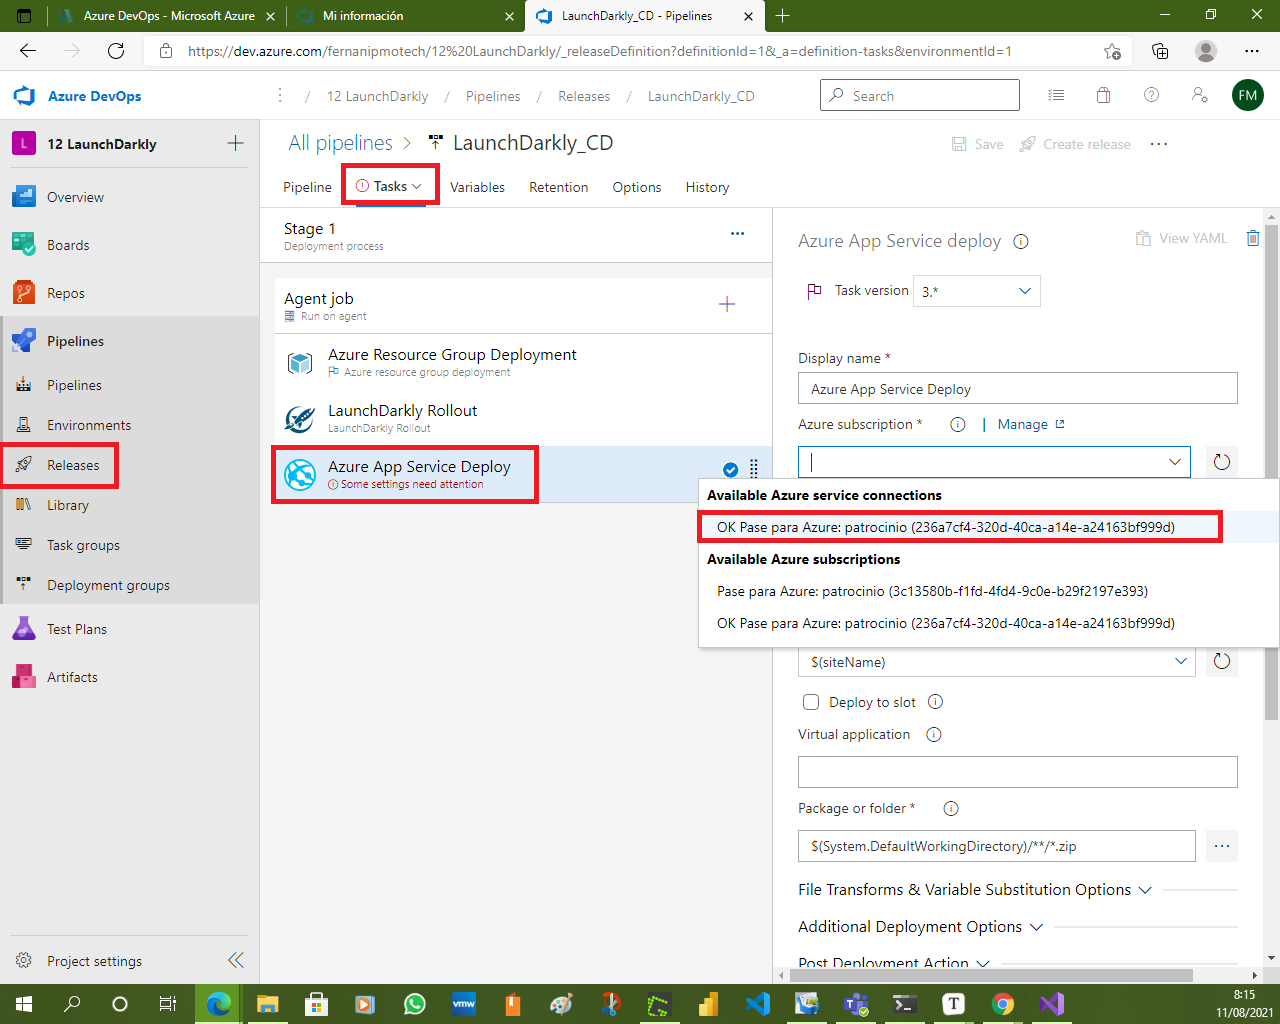 Azure DevOps - Microsoft Azure
Mi información
LaunchDarkly_CD - Pipelines
https://dev.azure.com/fernanipmotech/12%20LaunchDarkly/_releaseDefinition?definitionId=1&_a=definition-tasks&environmentId=1
Azure DevOps
/ 12 LaunchDarkly / Pipelines / Releases / LaunchDarkly_CD
Search
FM
L
12 LaunchDarkly
Overview
Boards
Repos
Pipelines
Pipelines
Environments
Releases
Library
Task groups
Deployment groups
Test Plans
Artifacts
Project settings
All pipelines > LaunchDarkly_CD
Save
Create release
Pipeline
Tasks
Variables
Retention
Options
History
Stage 1
Deployment process
Agent job
Run on agent
Azure Resource Group Deployment
Azure resource group deployment
LaunchDarkly Rollout
LaunchDarkly Rollout
Azure App Service Deploy
Some settings need attention
Azure App Service deploy
View YAML
Task version 3.*
Display name *
Azure App Service Deploy
Azure subscription *
| Manage
Available Azure service connections
OK Pase para Azure: patrocinio (236a7cf4-320d-40ca-a14e-a24163bf999d)
Available Azure subscriptions
Pase para Azure: patrocinio (3c13580b-f1fd-4fd4-9c0e-b29f2197e393)
OK Pase para Azure: patrocinio (236a7cf4-320d-40ca-a14e-a24163bf999d)
$(siteName)
Deploy to slot
Virtual application
Package or folder *
$(System.DefaultWorkingDirectory)/**/*.zip
File Transforms & Variable Substitution Options
Additional Deployment Options
Post Deployment Action
vmw
T
8:15
11/08/2021